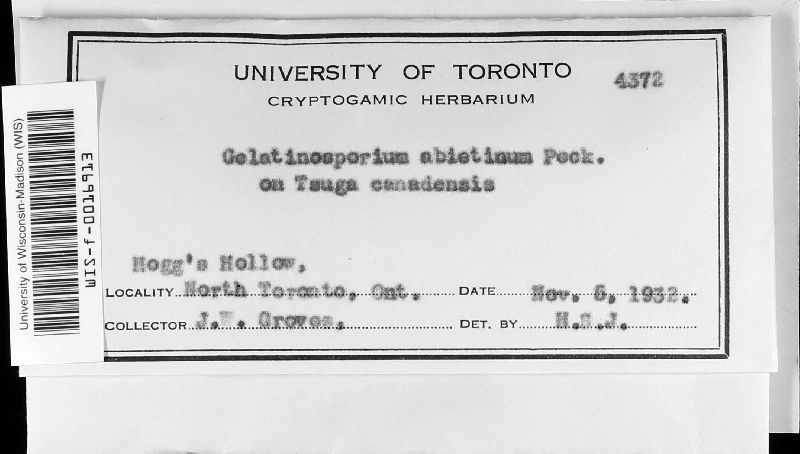 UNIVERSITY OF TORONTO
4372
CRYPTOGAMIC HERBARIUM
Gelatinosporium abietinum Peck.
on Tsuga canadensis
Hogg's Hollow,
LOCALITY North Toronto, Ont. DATE Nov. 5, 1932.
COLLECTOR J.W. Groves. DET. BY H.S.J.
University of Wisconsin-Madison (WIS)
WIS-f-0016913